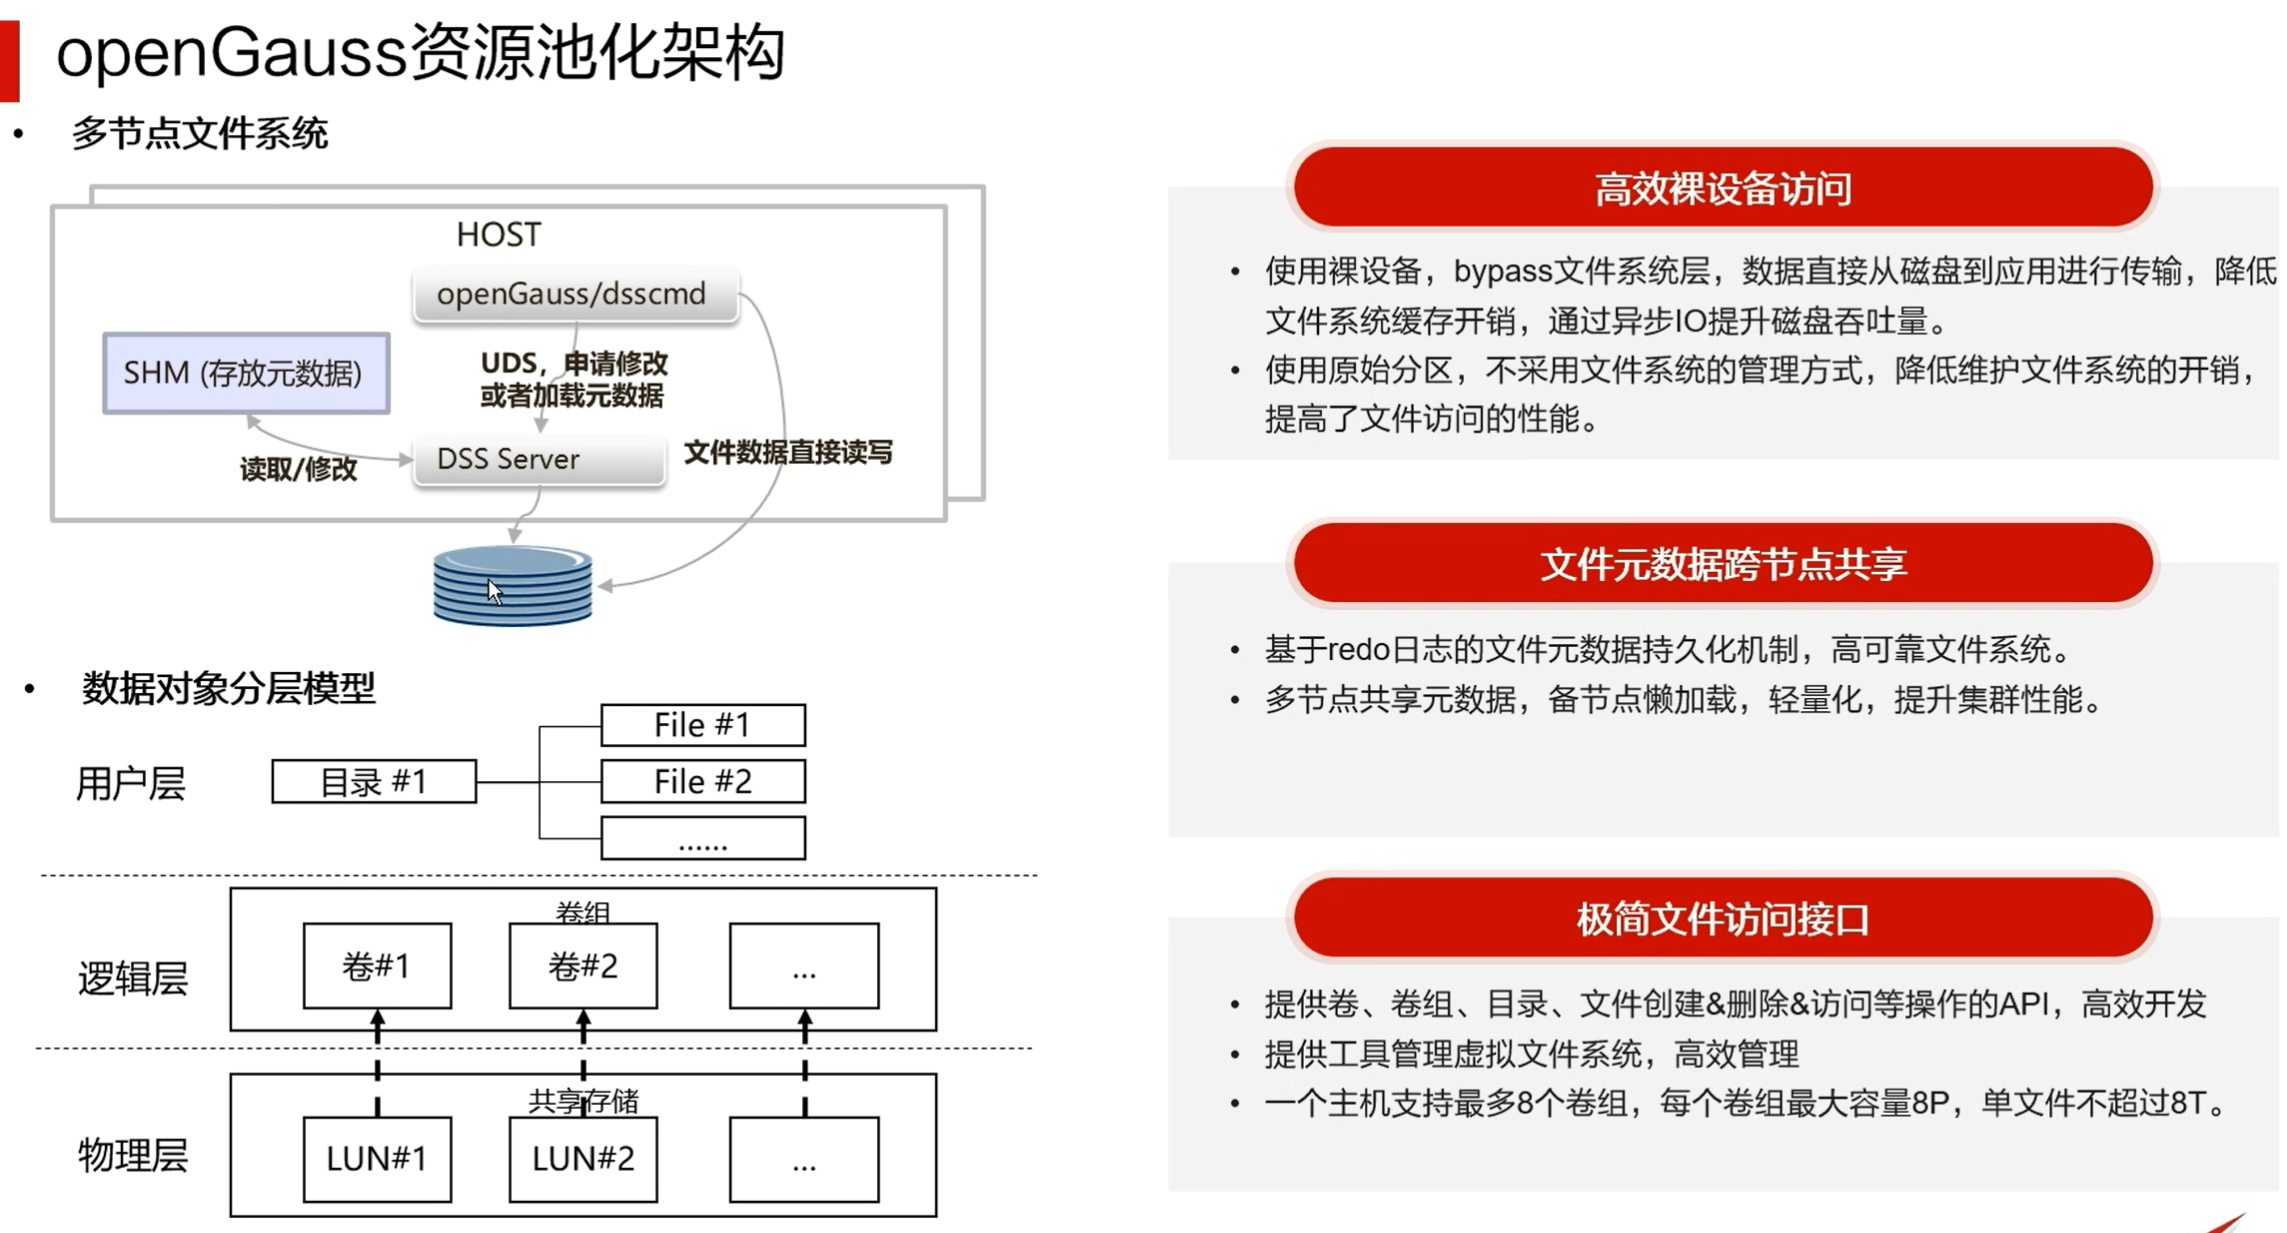 openGauss资源池化架构
• 多节点文件系统
HOST
openGauss/dsscmd
SHM (存放元数据)
UDS，申请修改
或者加载元数据
DSS Server
文件数据直接读写
读取/修改
• 数据对象分层模型
用户层
目录 #1
File #1
File #2
......
逻辑层
卷组
卷#1
卷#2
...
物理层
共享存储
LUN#1
LUN#2
...
高效裸设备访问
• 使用裸设备，bypass文件系统层，数据直接从磁盘到应用进行传输，降低
文件系统缓存开销，通过异步IO提升磁盘吞吐量。
• 使用原始分区，不采用文件系统的管理方式，降低维护文件系统的开销，
提高了文件访问的性能。
文件元数据跨节点共享
• 基于redo日志的文件元数据持久化机制，高可靠文件系统。
• 多节点共享元数据，备节点懒加载，轻量化，提升集群性能。
极简文件访问接口
• 提供卷、卷组、目录、文件创建&删除&访问等操作的API，高效开发
• 提供工具管理虚拟文件系统，高效管理
• 一个主机支持最多8个卷组，每个卷组最大容量8P，单文件不超过8T。